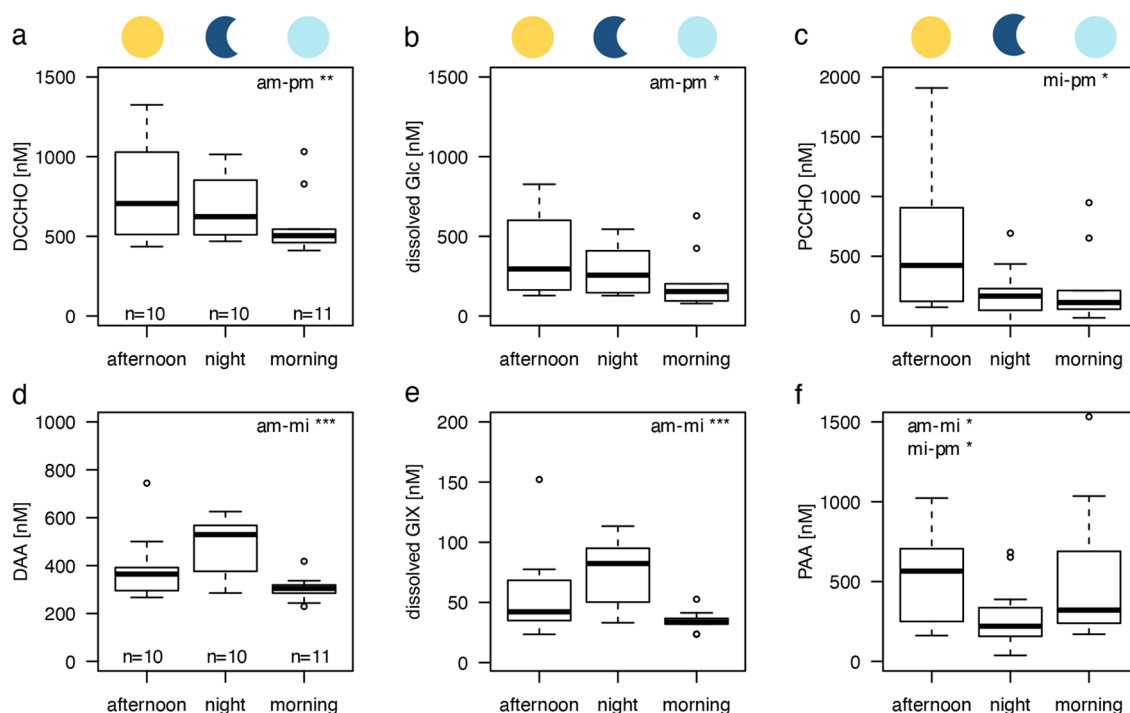 a
b
c
1500
1000
500
0
DCCHO [nM]
am-pm **
n=10
n=10
n=11
afternoon
night
morning
1500
1000
500
0
dissolved Glc [nM]
am-pm *
afternoon
night
morning
2000
1500
1000
500
0
PCCHO [nM]
mi-pm *
afternoon
night
morning
d
e
f
1000
800
600
400
200
0
DAA [nM]
am-mi ***
n=10
n=10
n=11
afternoon
night
morning
200
150
100
50
0
dissolved GlX [nM]
am-mi ***
afternoon
night
morning
1500
1000
500
0
PAA [nM]
am-mi *
mi-pm *
afternoon
night
morning